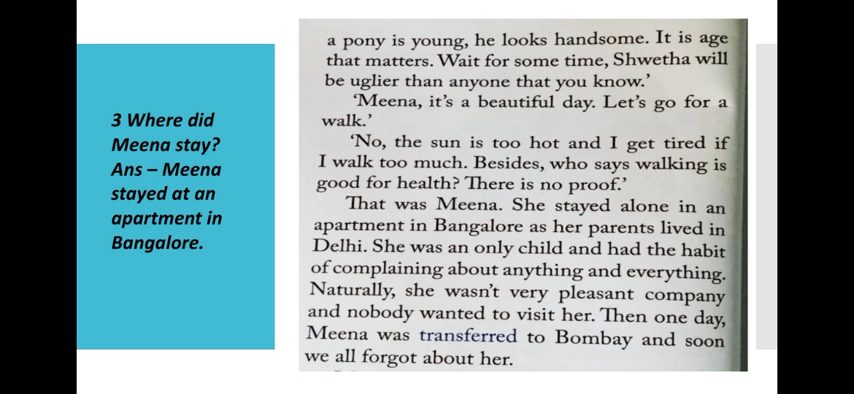 3 Where did
Meena stay?
Ans – Meena
stayed at an
apartment in
Bangalore.
a pony is young, he looks handsome. It is age
that matters. Wait for some time, Shwetha will
be uglier than anyone that you know.’
‘Meena, it’s a beautiful day. Let’s go for a
walk.’
‘No, the sun is too hot and I get tired if
I walk too much. Besides, who says walking is
good for health? There is no proof.’
That was Meena. She stayed alone in an
apartment in Bangalore as her parents lived in
Delhi. She was an only child and had the habit
of complaining about anything and everything.
Naturally, she wasn’t very pleasant company
and nobody wanted to visit her. Then one day,
Meena was transferred to Bombay and soon
we all forgot about her.